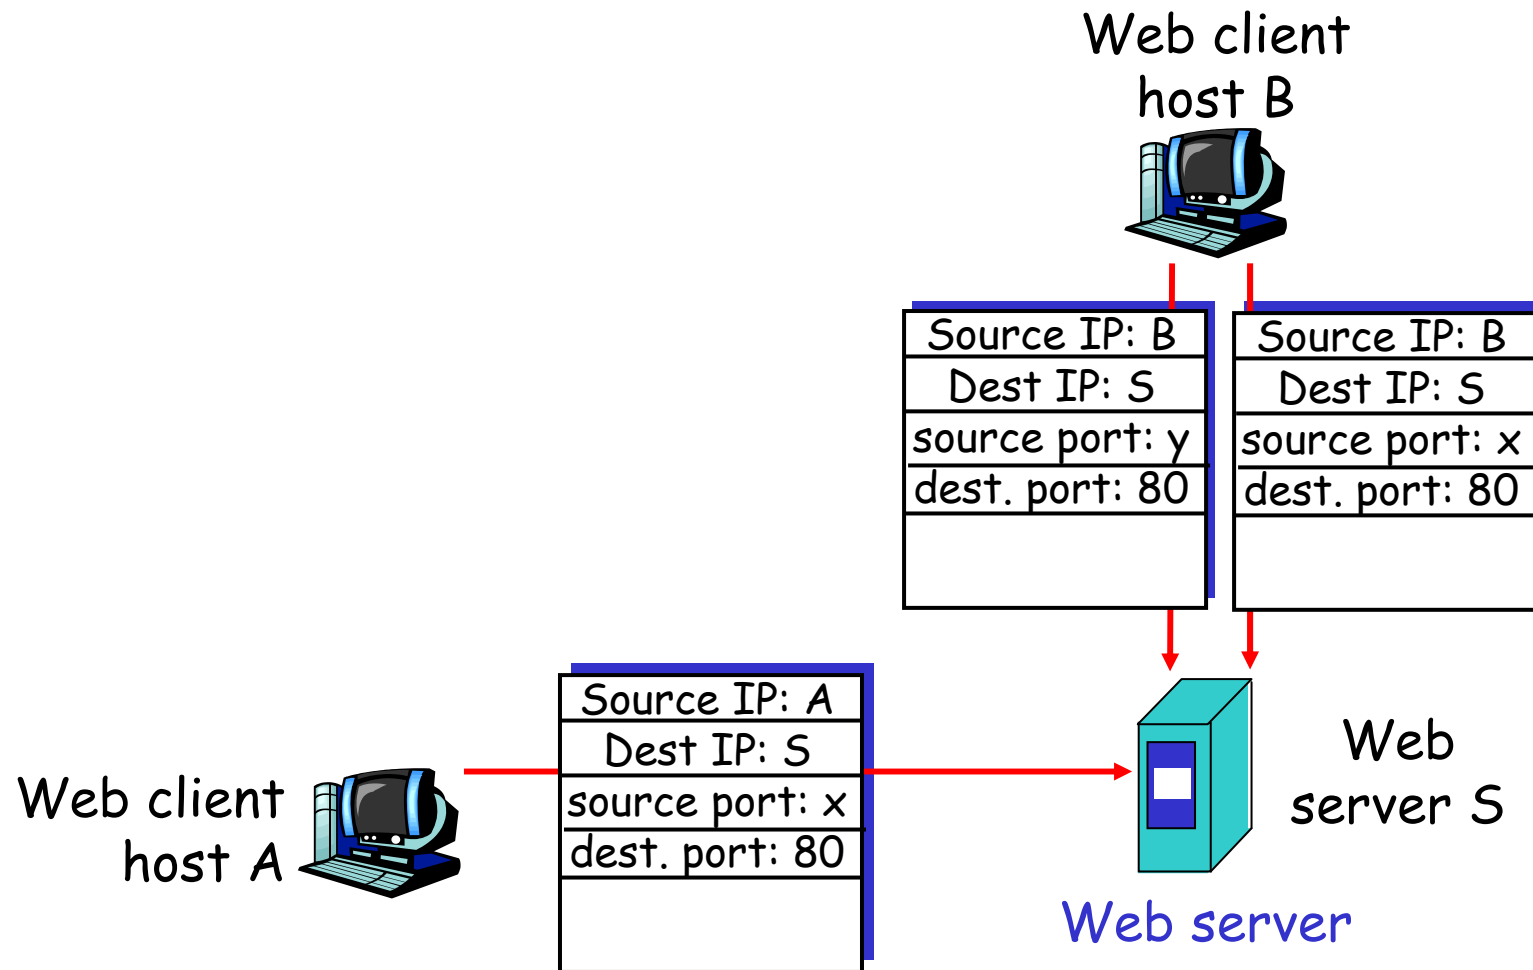 Web client
host B
Source IP: B
Dest IP: S
source port: y
dest. port: 80
Source IP: B
Dest IP: S
source port: x
dest. port: 80
Source IP: A
Dest IP: S
source port: x
dest. port: 80
Web client
host A
Web
server S
Web server